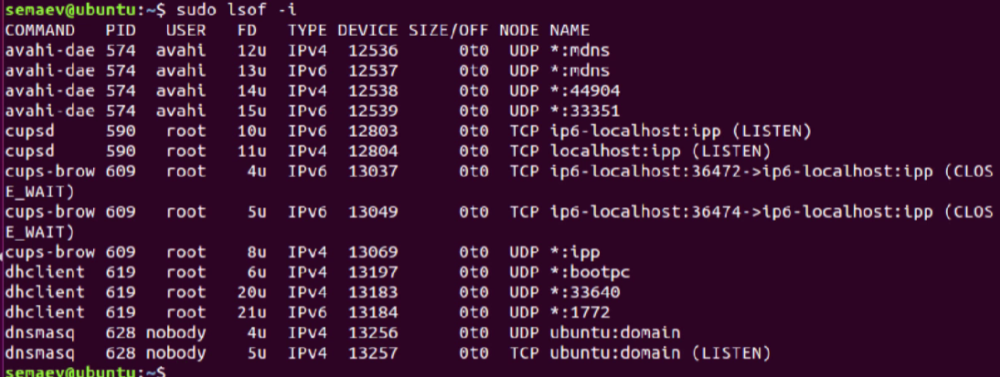 semaev@ubuntu:~$ sudo lsof -i
COMMAND PID USER FD TYPE DEVICE SIZE/OFF NODE NAME
avahi-dae 574 avahi 12u IPv4 12536 0t0 UDP *:mdns
avahi-dae 574 avahi 13u IPv6 12537 0t0 UDP *:mdns
avahi-dae 574 avahi 14u IPv4 12538 0t0 UDP *:44904
avahi-dae 574 avahi 15u IPv6 12539 0t0 UDP *:33351
cupsd 590 root 10u IPv6 12803 0t0 TCP ip6-localhost:ipp (LISTEN)
cupsd 590 root 11u IPv4 12804 0t0 TCP localhost:ipp (LISTEN)
cups-brow 609 root 4u IPv6 13037 0t0 TCP ip6-localhost:36472->ip6-localhost:ipp (CLOS
E_WAIT)
cups-brow 609 root 5u IPv6 13049 0t0 TCP ip6-localhost:36474->ip6-localhost:ipp (CLOS
E_WAIT)
cups-brow 609 root 8u IPv4 13069 0t0 UDP *:ipp
dhclient 619 root 6u IPv4 13197 0t0 UDP *:bootpc
dhclient 619 root 20u IPv4 13183 0t0 UDP *:33640
dhclient 619 root 21u IPv6 13184 0t0 UDP *:1772
dnsmasq 628 nobody 4u IPv4 13256 0t0 UDP ubuntu:domain
dnsmasq 628 nobody 5u IPv4 13257 0t0 TCP ubuntu:domain (LISTEN)
semaev@ubuntu:~$